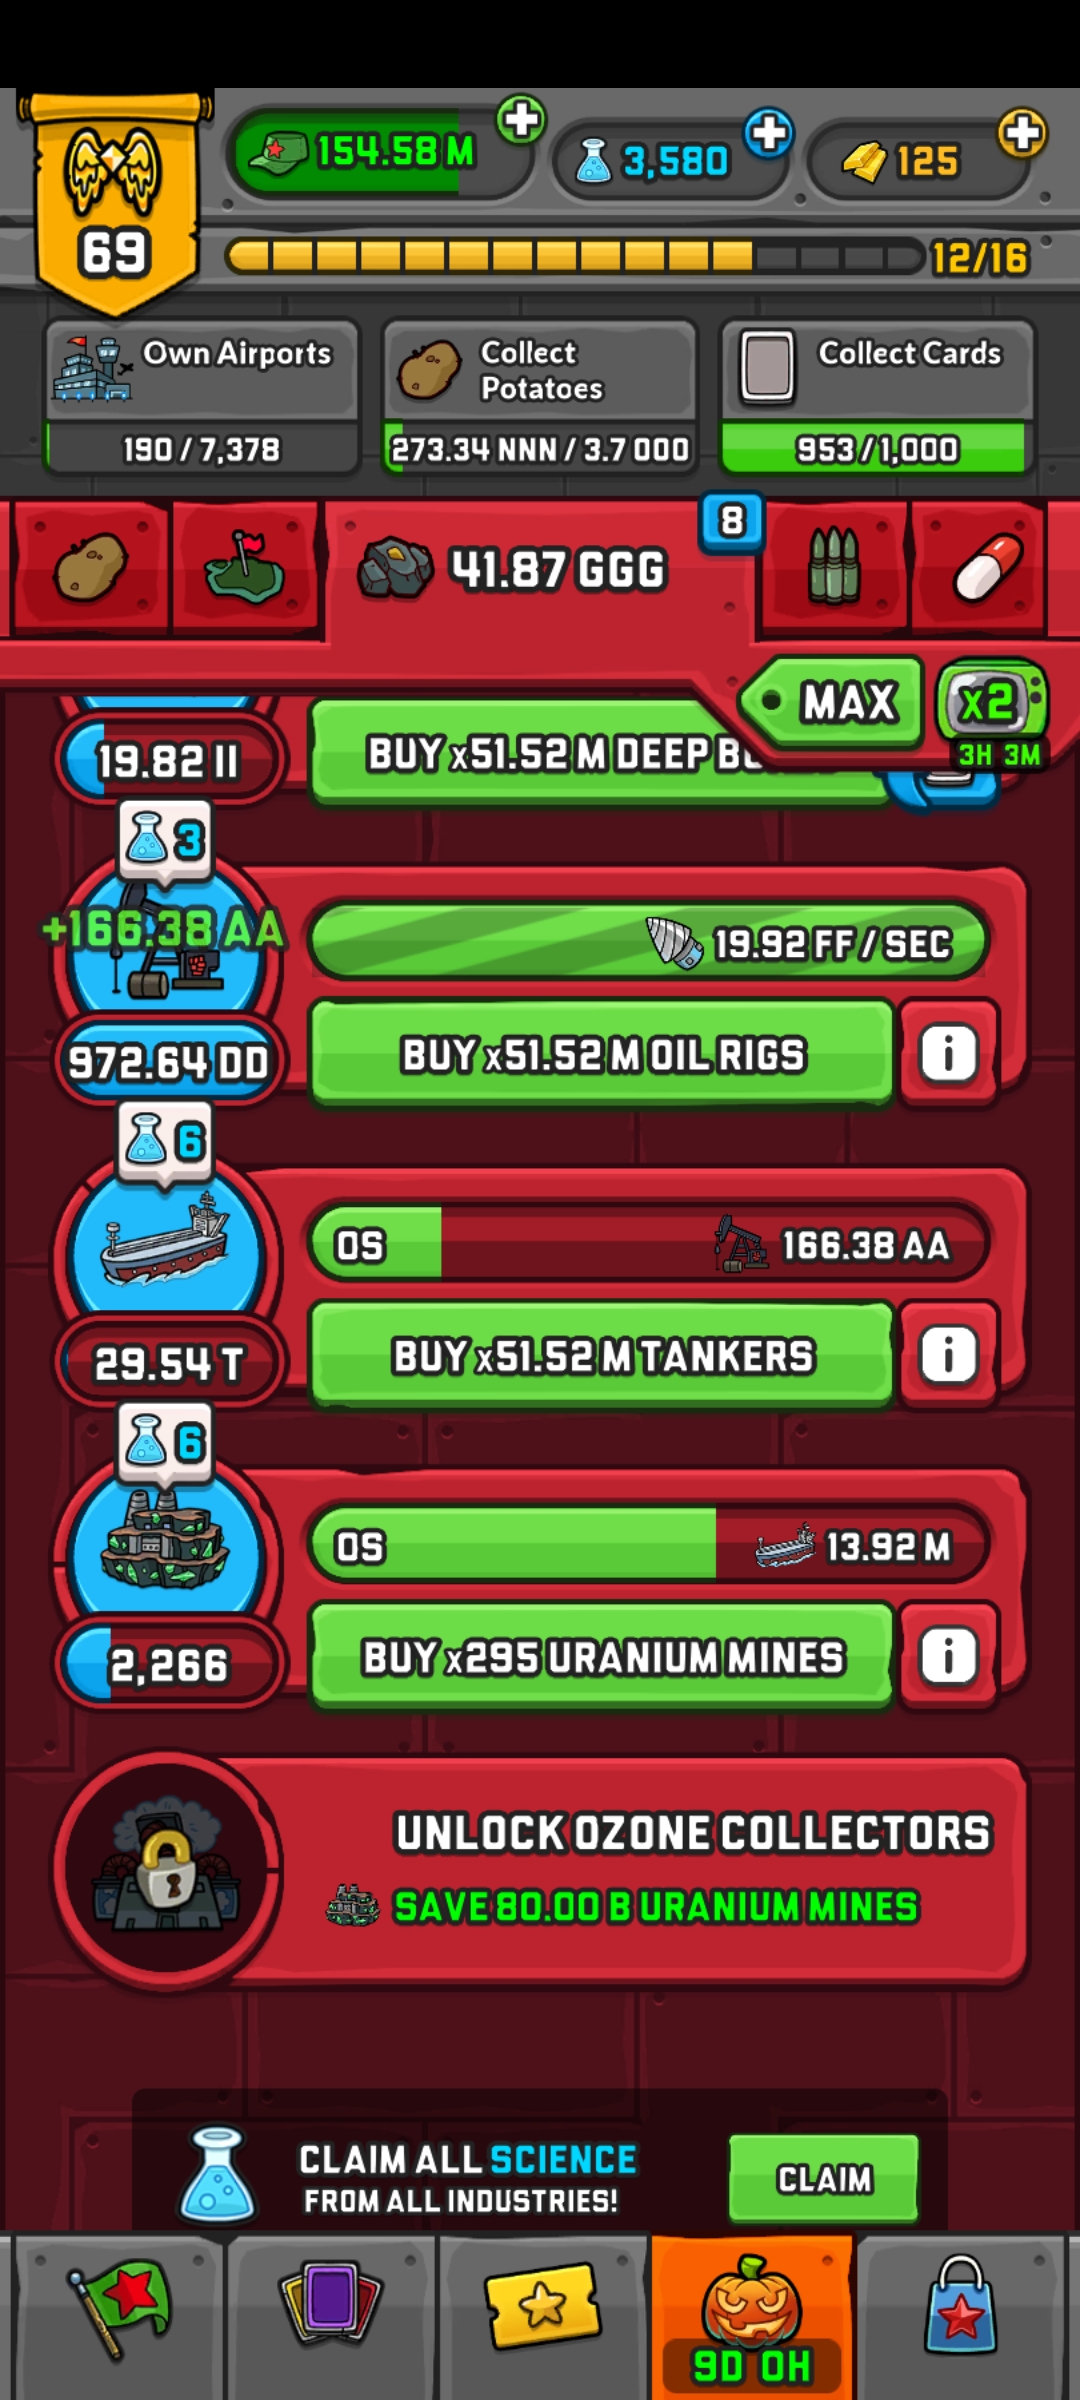 154.58 M
3,580
125
69
12/16
Own Airports
190 / 7,378
Collect
Potatoes
273.34 NNN / 3.7 OOO
Collect Cards
953 / 1,000
41.87 GGG
8
MAX
x2
3H 3M
19.82 II
BUY x51.52 M DEEP
3
+166.38 AA
19.92 FF / SEC
972.64 DD
BUY x51.52 M OIL RIGS
i
6
0S
166.38 AA
29.54 T
BUY x51.52 M TANKERS
i
6
0S
13.92 M
2,266
BUY x295 URANIUM MINES
i
UNLOCK OZONE COLLECTORS
SAVE 80.00 B URANIUM MINES
CLAIM ALL SCIENCE
FROM ALL INDUSTRIES!
CLAIM
9D 0H